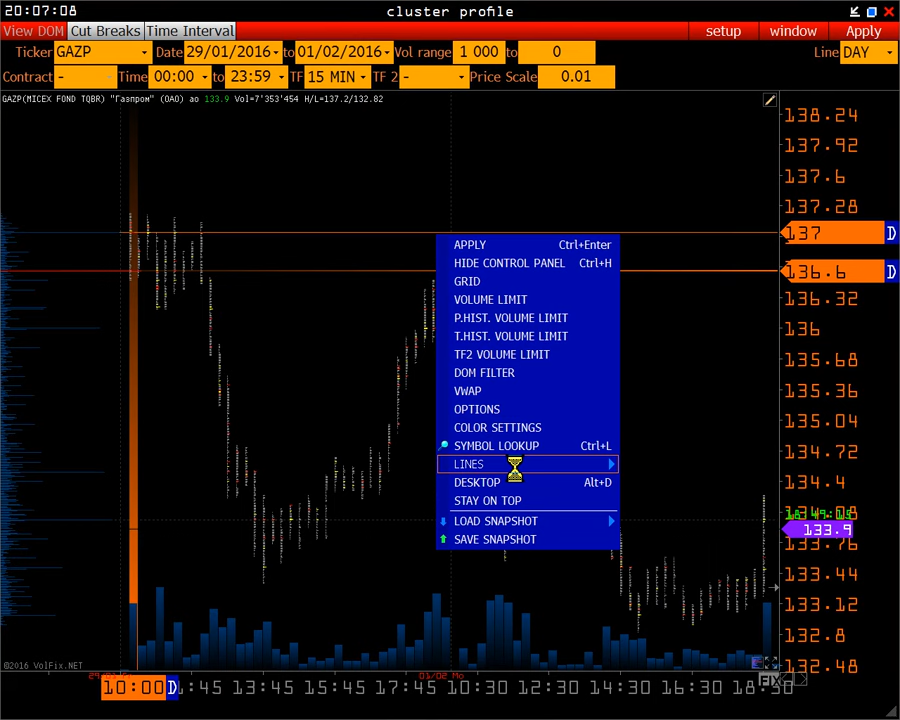 20:07:08 cluster profile
View DOM Cut Breaks Time Interval setup window Apply
Ticker GAZP Date 29/01/2016 to 01/02/2016 Vol range 1 000 to 0 Line DAY
Contract - Time 00:00 to 23:59 TF 15 MIN TF 2 - Price Scale 0.01
GAZP(MICEX FOND TQBR) "Газпром" (ОАО) ао 133.9 Vol=7'353'454 H/L=137.2/132.82
138.24
137.92
137.6
137.28
137 D
136.6 D
136.32
136
135.68
135.36
135.04
134.72
134.4
133.9
133.76
133.44
133.12
132.8
132.48
APPLY Ctrl+Enter
HIDE CONTROL PANEL Ctrl+H
GRID
VOLUME LIMIT
P.HIST. VOLUME LIMIT
T.HIST. VOLUME LIMIT
TF2 VOLUME LIMIT
DOM FILTER
VWAP
OPTIONS
COLOR SETTINGS
SYMBOL LOOKUP Ctrl+L
LINES
DESKTOP Alt+D
STAY ON TOP
LOAD SNAPSHOT
SAVE SNAPSHOT
©2016 VolFix.NET
01/02 Mo
10:00 D 13:45 15:45 17:45 10:30 12:30 14:30 16:30
FIX